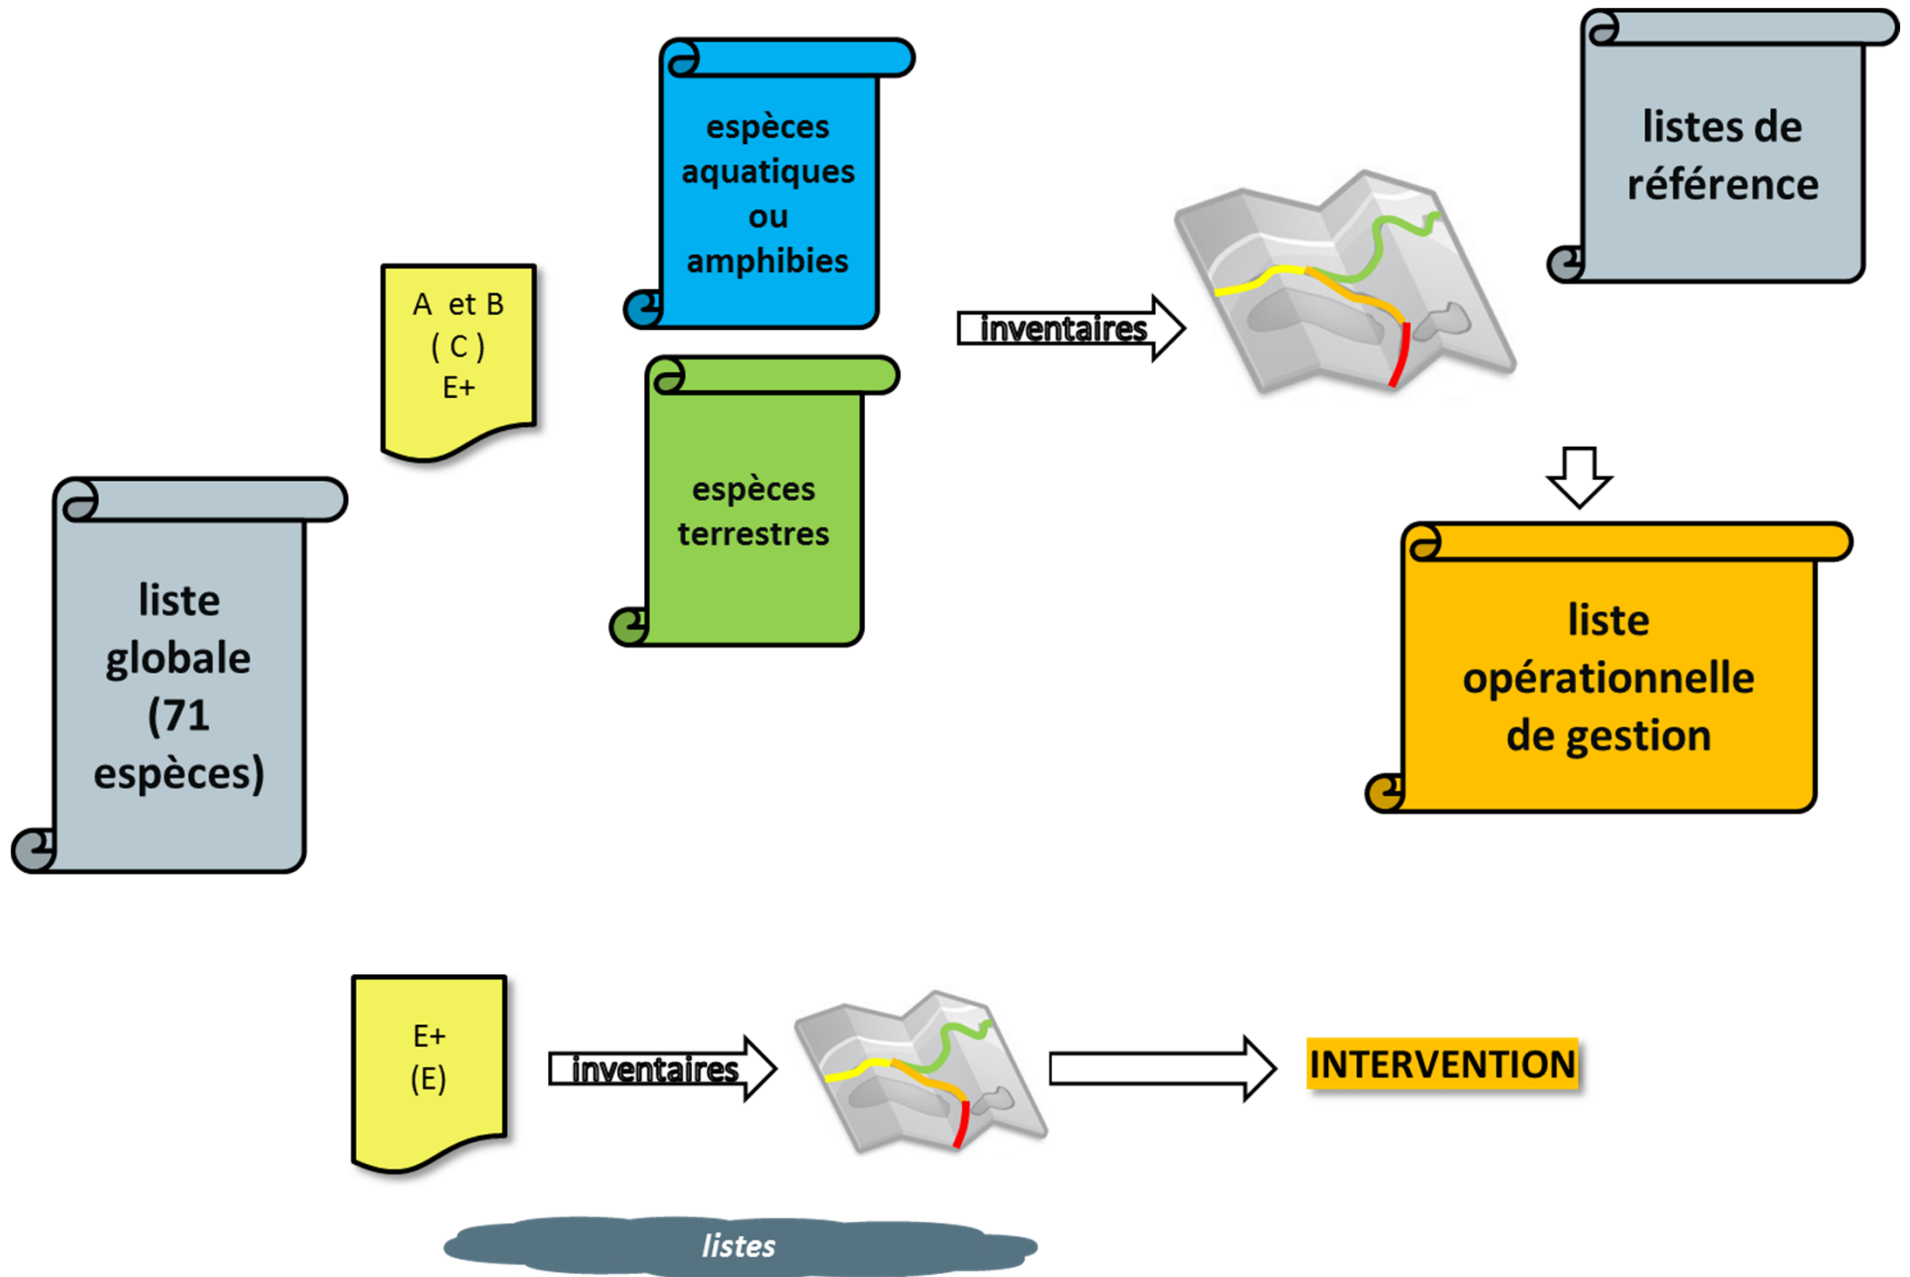 liste
globale
(71
espèces)
A et B
( C )
E+
espèces
aquatiques
ou
amphibies
espèces
terrestres
inventaires
listes de
référence
liste
opérationnelle
de gestion
E+
(E)
inventaires
INTERVENTION
listes